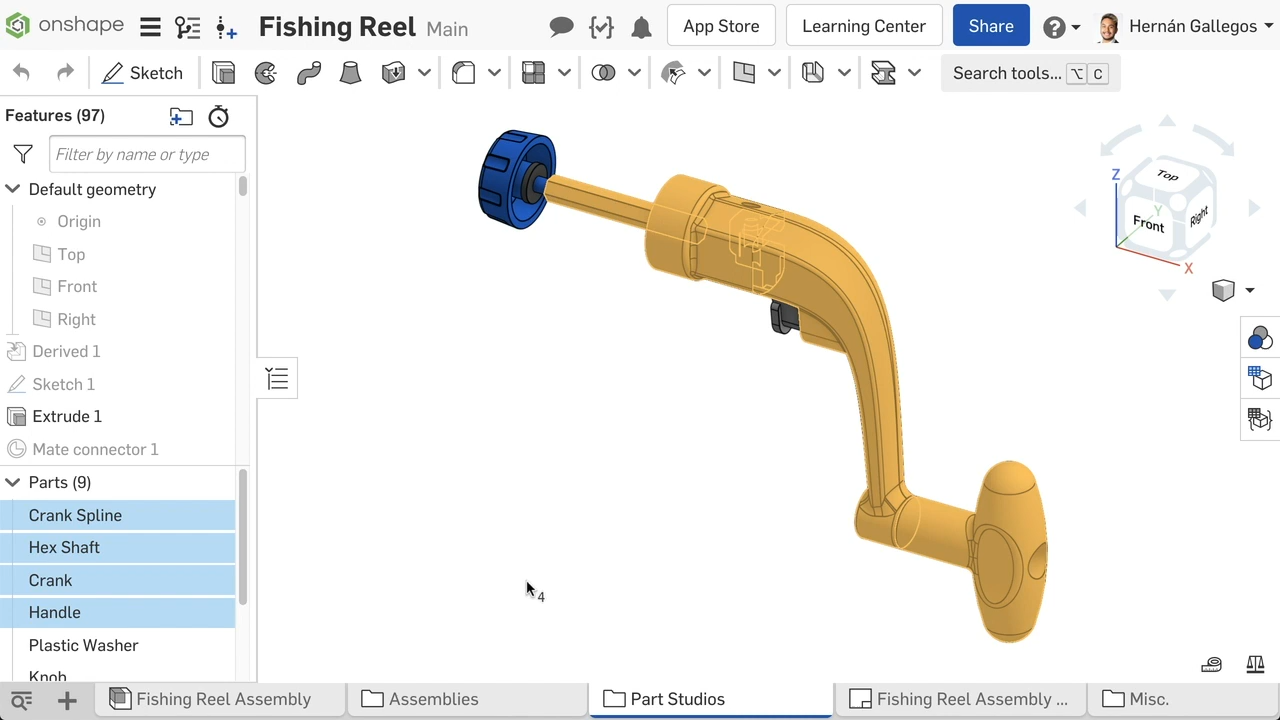 onshape Fishing Reel Main App Store Learning Center Share Hernán Gallegos
Sketch Search tools... ⌥ C
Features (97)
Filter by name or type
Default geometry
Origin
Top
Front
Right
Derived 1
Sketch 1
Extrude 1
Mate connector 1
Parts (9)
Crank Spline
Hex Shaft
Crank
Handle
Plastic Washer
Knob
4
Z
Top
Y
Front
Right
X
Fishing Reel Assembly Assemblies Part Studios Fishing Reel Assembly ... Misc.